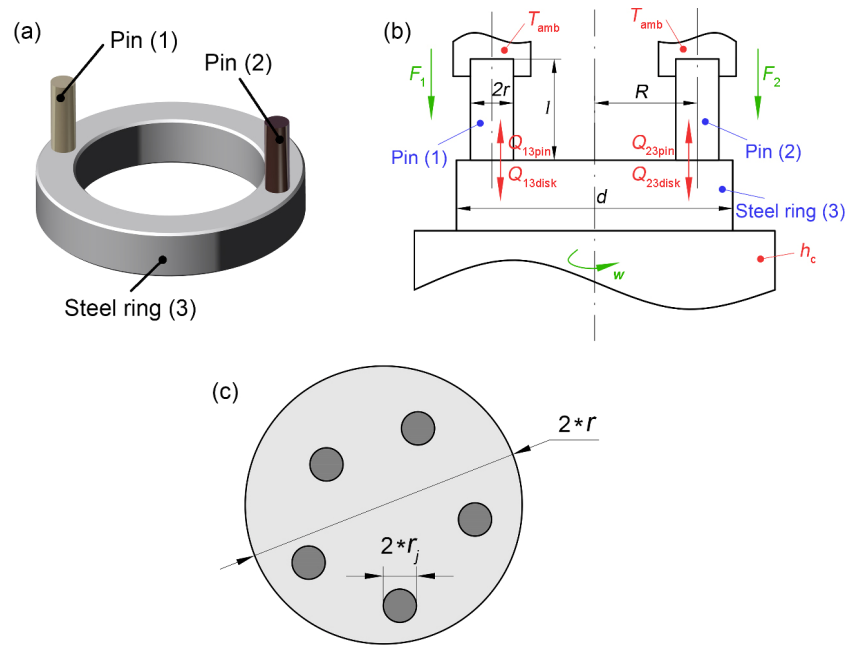 (a)
Pin (1)
Pin (2)
Steel ring (3)
(b)
T_amb
T_amb
F_1
F_2
2r
l
R
Pin (1)
Q_13pin
Q_23pin
Pin (2)
Q_13disk
Q_23disk
d
Steel ring (3)
w
h_c
(c)
2*r
2*r_j